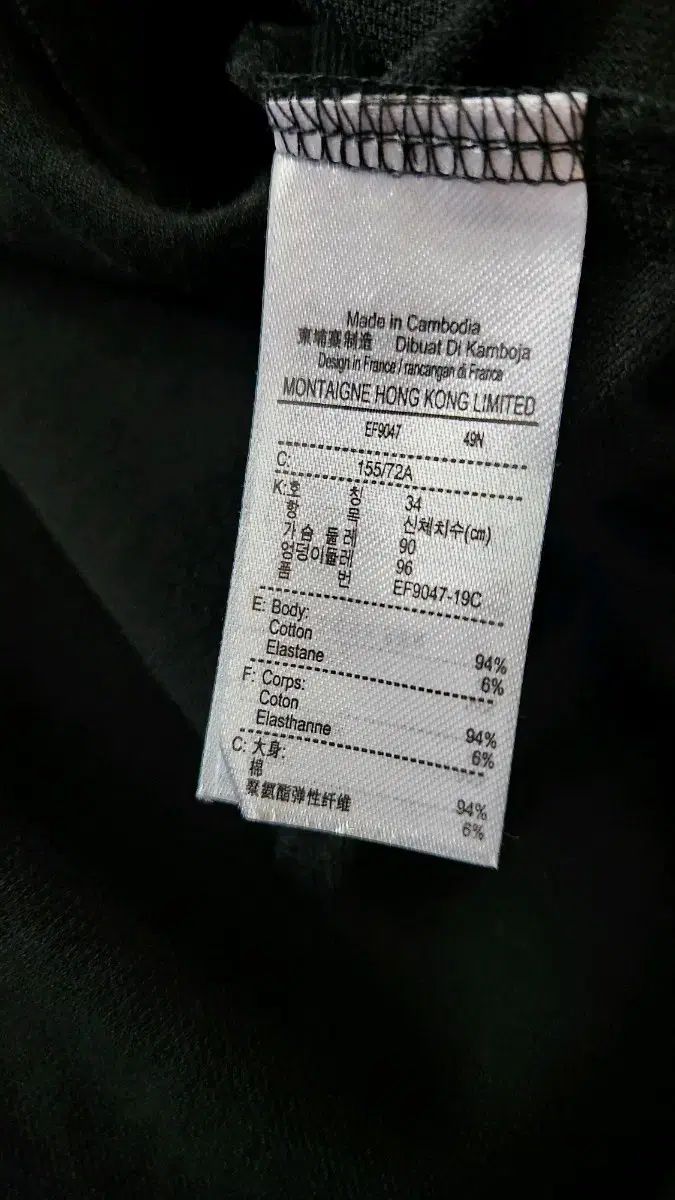 Made in Cambodia
柬埔寨制造 Dibuat Di Kamboja
Design in France / rancangan di France
MONTAIGNE HONG KONG LIMITED
EF9047 49N
C: 155/72A
K:호 칭 34
항 목 신체치수(cm)
가슴둘레 90
엉덩이둘레 96
품 번 EF9047-19C
E: Body:
Cotton 94%
Elastane 6%
F: Corps:
Coton 94%
Elasthanne 6%
C: 大身:
棉 94%
聚氨酯弹性纤维 6%